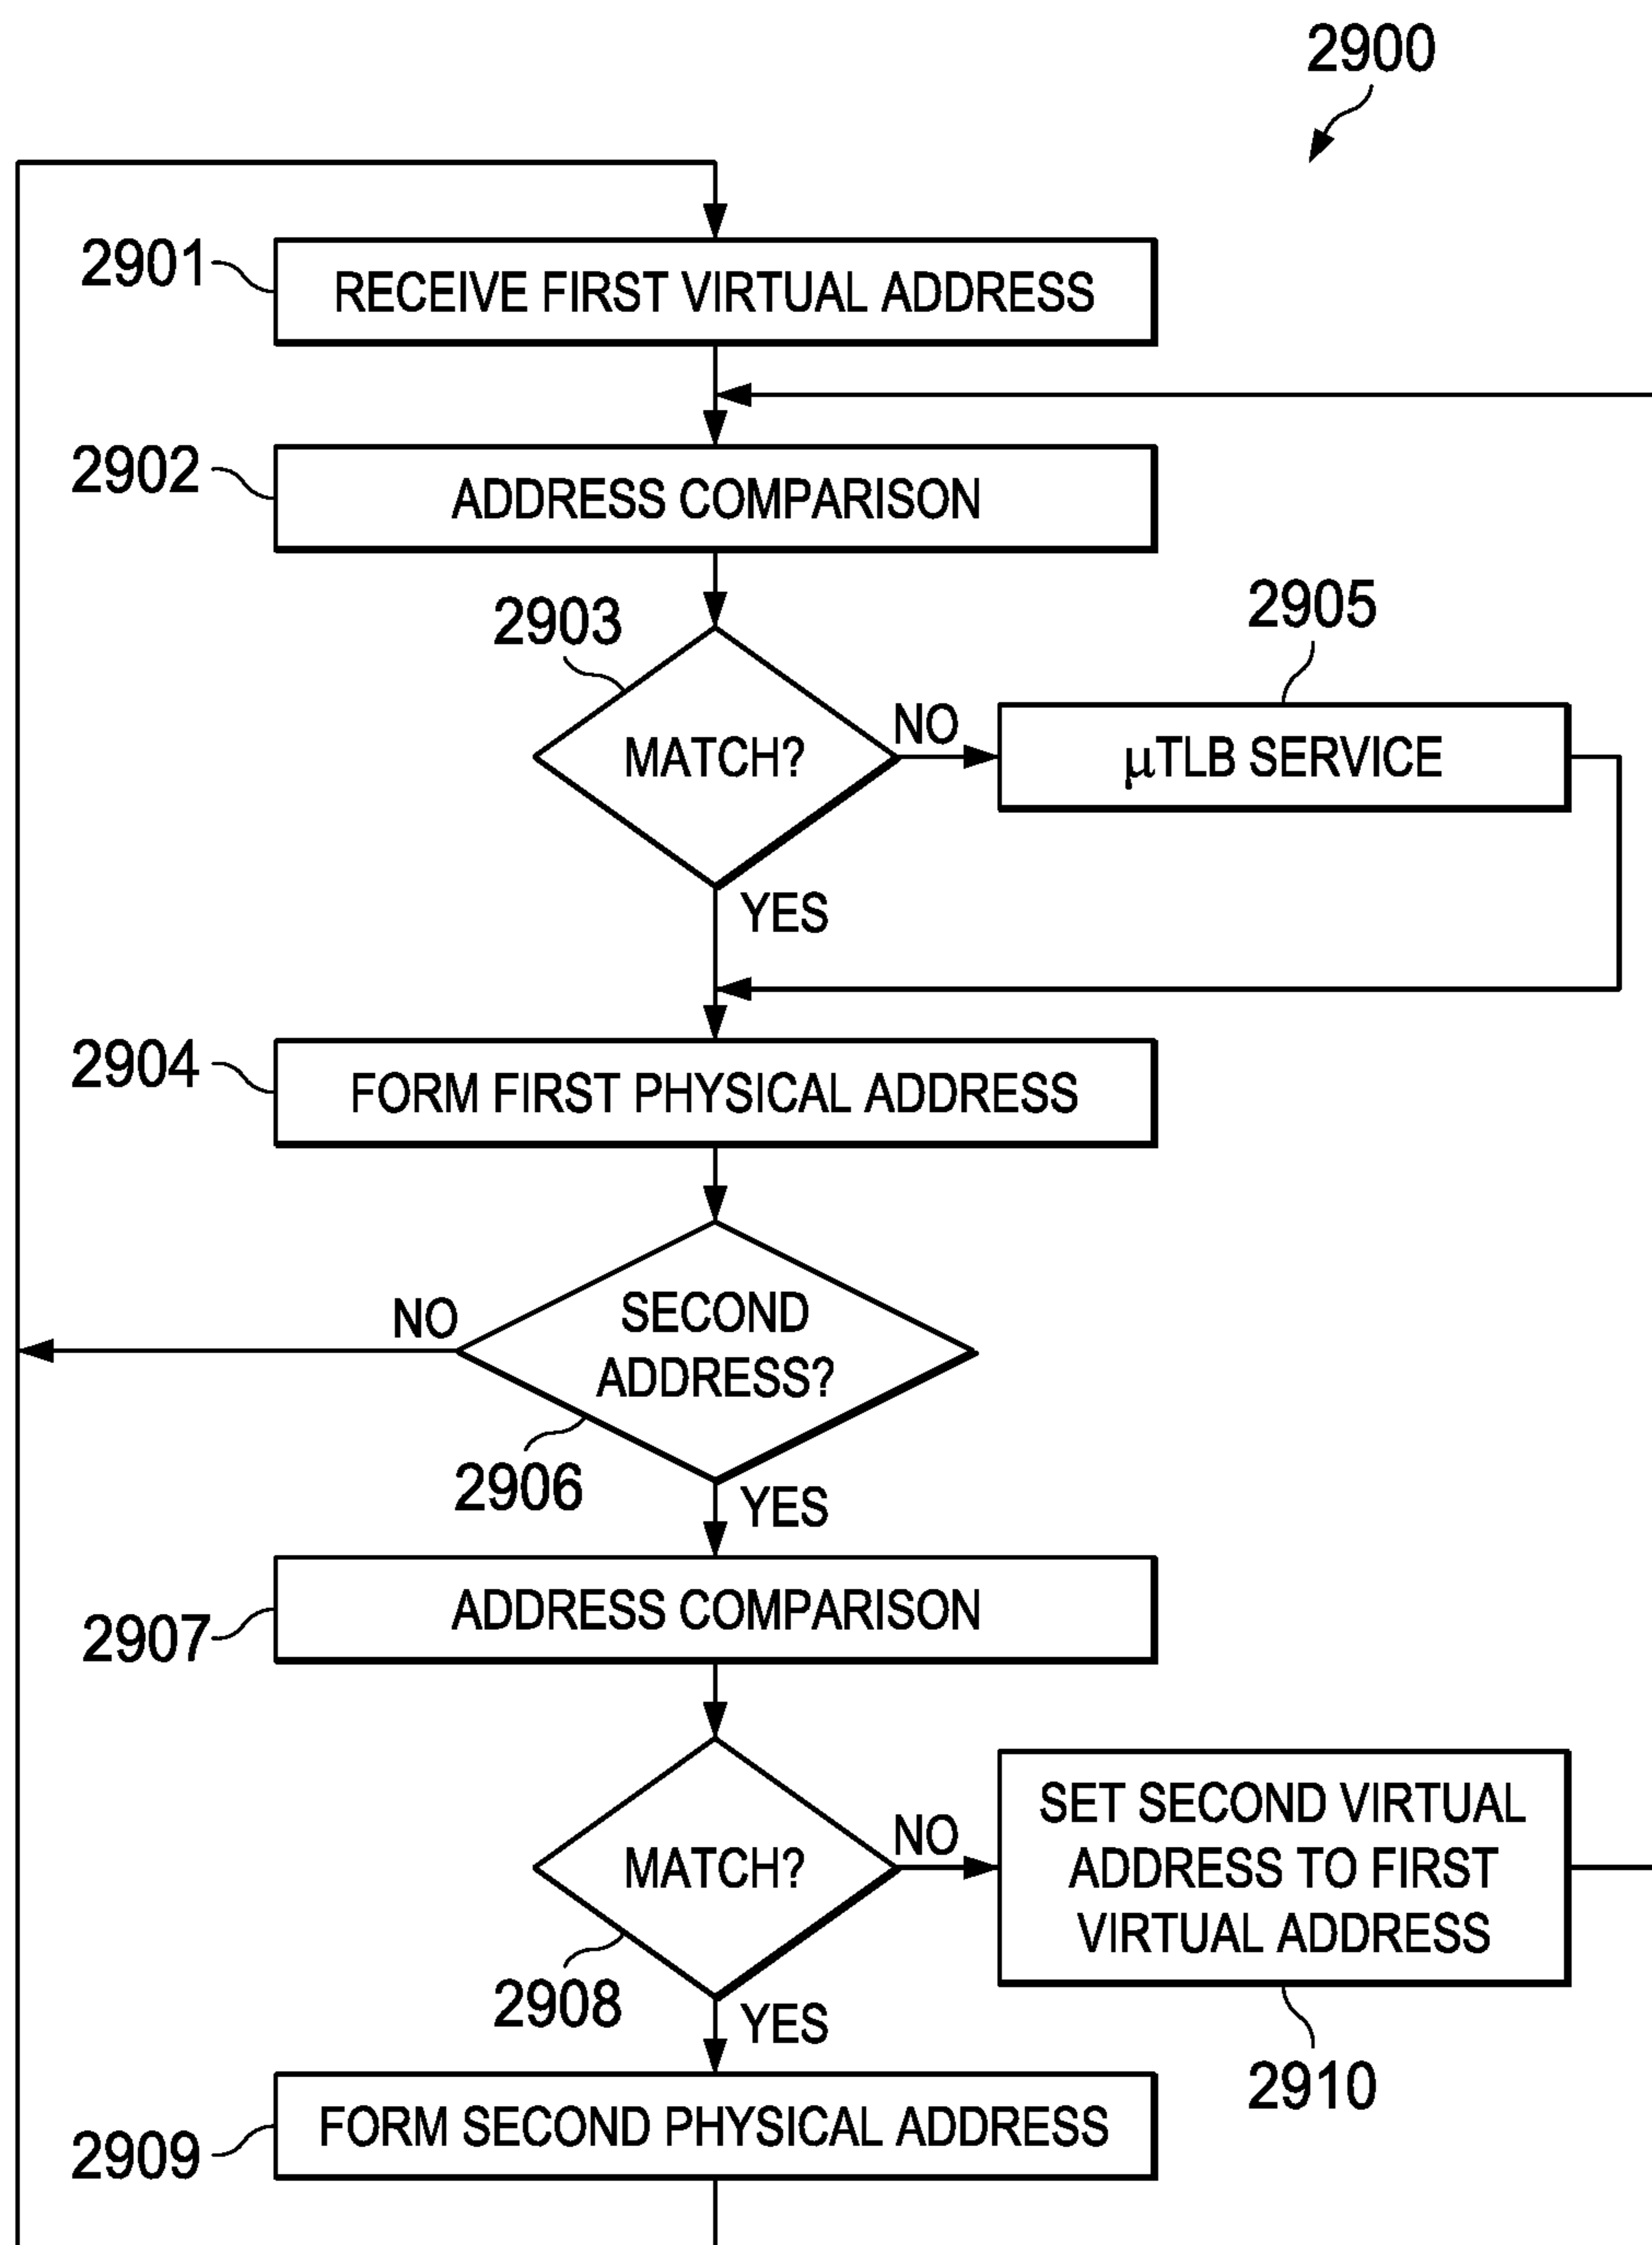 2900
2901
RECEIVE FIRST VIRTUAL ADDRESS
2902
ADDRESS COMPARISON
2903
MATCH?
NO
2905
μTLB SERVICE
YES
2904
FORM FIRST PHYSICAL ADDRESS
NO
SECOND
ADDRESS?
2906
YES
2907
ADDRESS COMPARISON
2908
MATCH?
NO
SET SECOND VIRTUAL
ADDRESS TO FIRST
VIRTUAL ADDRESS
2910
YES
2909
FORM SECOND PHYSICAL ADDRESS